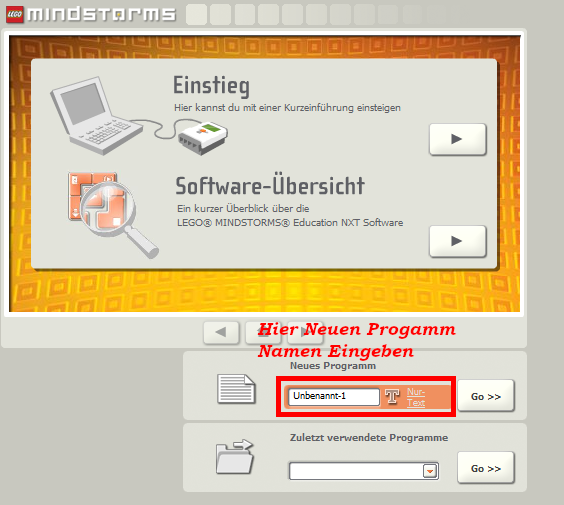 LEGO mindstorms
Einstieg
Hier kannst du mit einer Kurzeinführung einsteigen
Software-Übersicht
Ein kurzer Überblick über die
LEGO® MINDSTORMS® Education NXT Software
Hier Neuen Progamm
Namen Eingeben
Neues Programm
Unbenannt-1
T
Nur-
Text
Go >>
Zuletzt verwendete Programme
Go >>